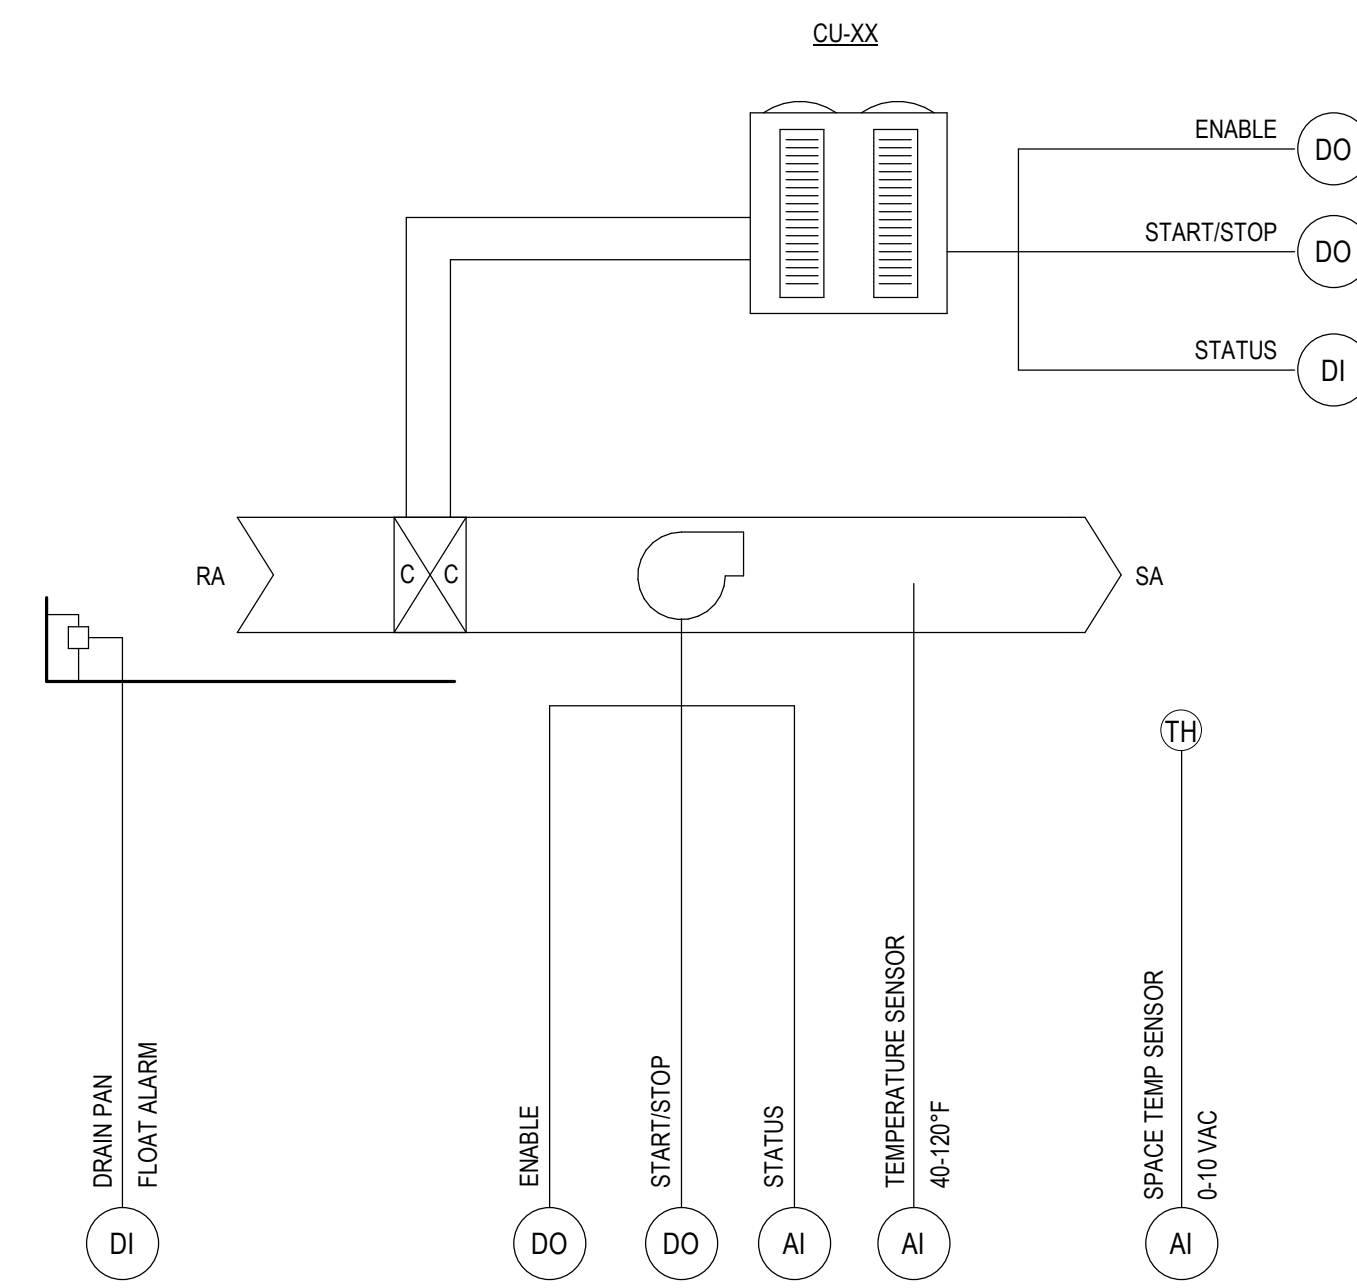 CU-XX
ENABLE
DO
START/STOP
DO
STATUS
DI
RA
C C
SA
TH
DRAIN PAN
FLOAT ALARM
ENABLE
START/STOP
STATUS
TEMPERATURE SENSOR
40-120°F
SPACE TEMP SENSOR
0-10 VAC
DI
DO
DO
AI
AI
AI